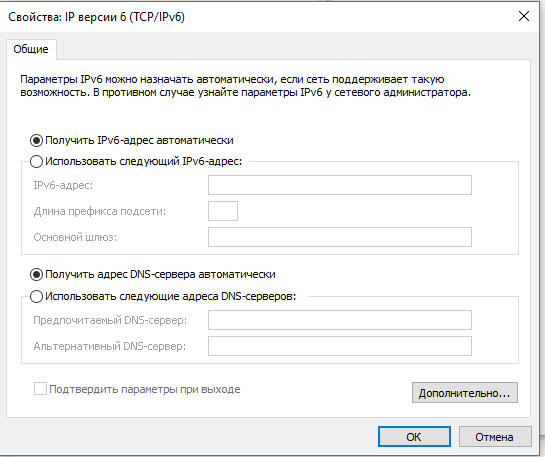 Свойства: IP версии 6 (TCP/IPv6)
Общие
Параметры IPv6 можно назначать автоматически, если сеть поддерживает такую
возможность. В противном случае узнайте параметры IPv6 у сетевого администратора.
Получить IPv6-адрес автоматически
Использовать следующий IPv6-адрес:
IPv6-адрес:
Длина префикса подсети:
Основной шлюз:
Получить адрес DNS-сервера автоматически
Использовать следующие адреса DNS-серверов:
Предпочитаемый DNS-сервер:
Альтернативный DNS-сервер:
Подтвердить параметры при выходе
Дополнительно...
ОК
Отмена